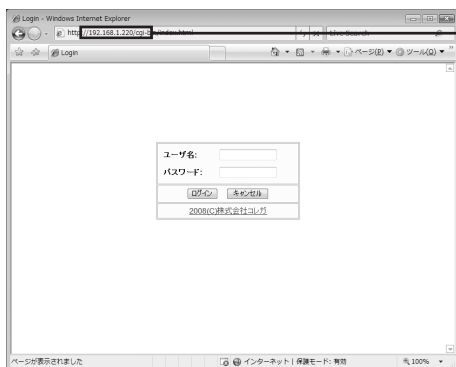 Login - Windows Internet Explorer
http://192.168.1.220/cgi-bin/index.html
Live Search
Login
ページ(P) ツール(O)
ユーザ名:
パスワード:
ログイン キャンセル
2008(C)株式会社コレガ
ページが表示されました インターネット | 保護モード: 有効 100%